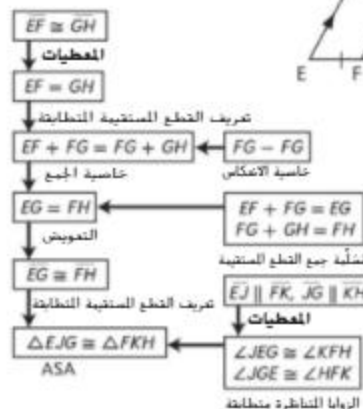 EF ≅ GH
المعطيات
E F
EF = GH
تعريف القطع المستقيمة المتطابقة
EF + FG = FG + GH
FG - FG
خاصية الجمع
خاصية الانعكاس
EG = FH
EF + FG = EG
FG + GH = FH
التعويض
مسلّمة جمع القطع المستقيمة
EG ≅ FH
EJ ∥ FK, JG ∥ KH
تعريف القطع المستقيمة المتطابقة
المعطيات
△EJG ≅ △FKH
ASA
∠JEG ≅ ∠KFH
∠JGE ≅ ∠HFK
الزوايا المتناظرة متطابقة